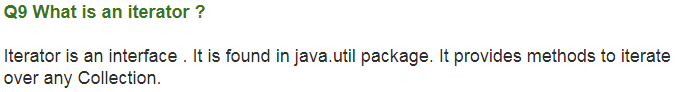 Q9 What is an iterator ?
Iterator is an interface . It is found in java.util package. It provides methods to iterate
over any Collection.